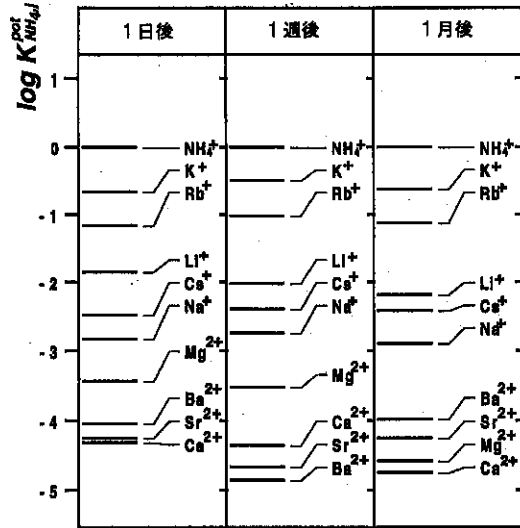 log K^pot_NH₄,j
1日後
1週後
1月後
1
0
-1
-2
-3
-4
-5
NH₄⁺
K⁺
Rb⁺
Li⁺
Cs⁺
Na⁺
Mg²⁺
Ba²⁺
Sr²⁺
Ca²⁺
NH₄⁺
K⁺
Rb⁺
Li⁺
Cs⁺
Na⁺
Mg²⁺
Ca²⁺
Sr²⁺
Ba²⁺
NH₄⁺
K⁺
Rb⁺
Li⁺
Cs⁺
Na⁺
Ba²⁺
Sr²⁺
Mg²⁺
Ca²⁺